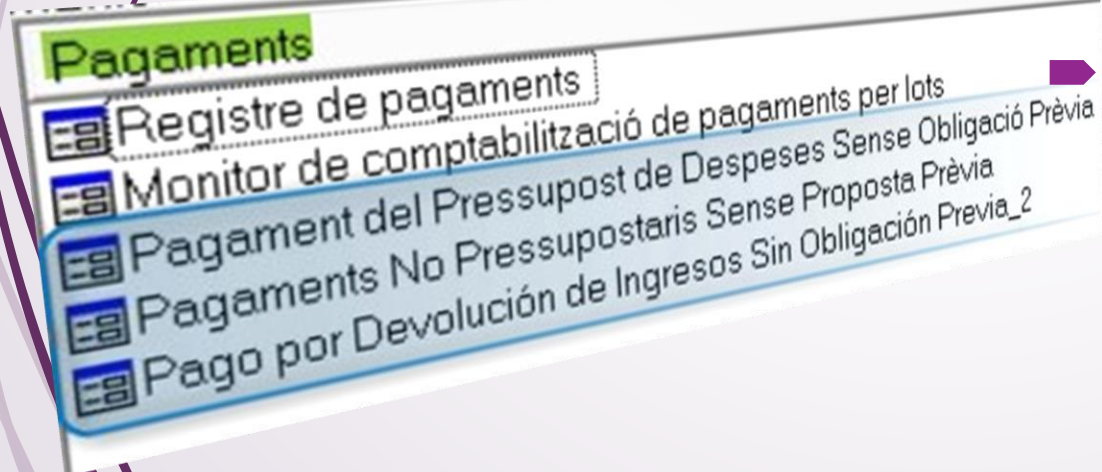 Pagaments
Registre de pagaments
Monitor de comptabilització de pagaments per lots
Pagament del Pressupost de Despeses Sense Obligació Prèvia
Pagaments No Pressupostaris Sense Proposta Prèvia
Pago por Devolución de Ingresos Sin Obligación Previa_2